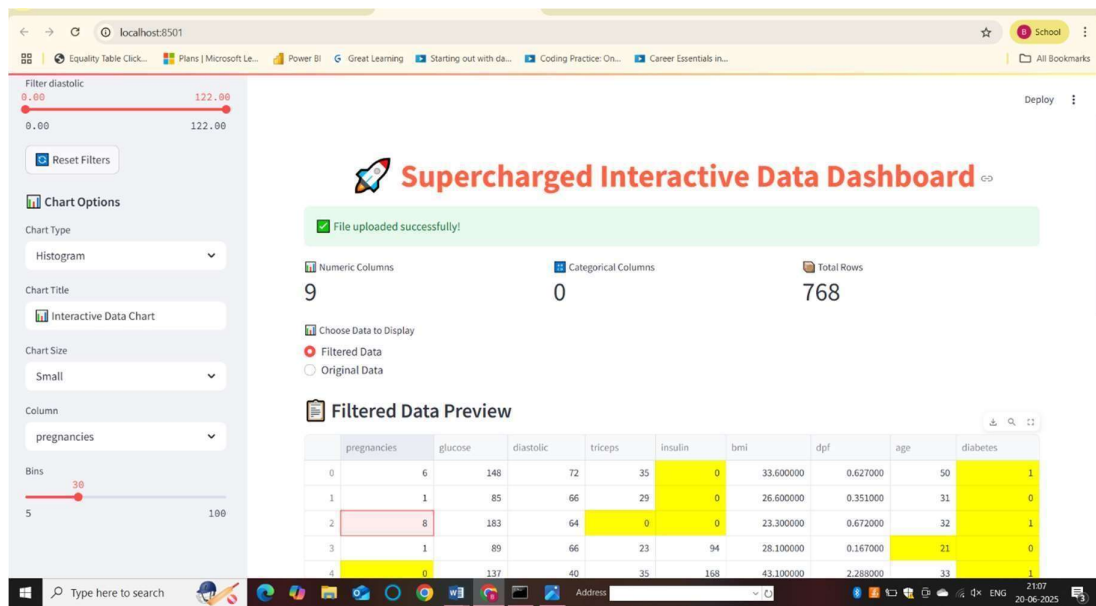 localhost:8501
B School
Equality Table Click...
Plans | Microsoft Le...
Power BI
Great Learning
Starting out with da...
Coding Practice: On...
Career Essentials in...
All Bookmarks
Filter diastolic
0.00 122.00
0.00 122.00
Reset Filters
Chart Options
Chart Type
Histogram
Chart Title
Interactive Data Chart
Chart Size
Small
Column
pregnancies
Bins
30
5 100
Deploy
Supercharged Interactive Data Dashboard
File uploaded successfully!
Numeric Columns Categorical Columns Total Rows
9 0 768
Choose Data to Display
Filtered Data
Original Data
Filtered Data Preview
pregnancies glucose diastolic triceps insulin bmi dpf age diabetes
0 6 148 72 35 0 33.600000 0.627000 50 1
1 1 85 66 29 0 26.600000 0.351000 31 0
2 8 183 64 0 0 23.300000 0.672000 32 1
3 1 89 66 23 94 28.100000 0.167000 21 0
4 0 137 40 35 168 43.100000 2.288000 33 1
Type here to search
Address
ENG
21:07
20-06-2025